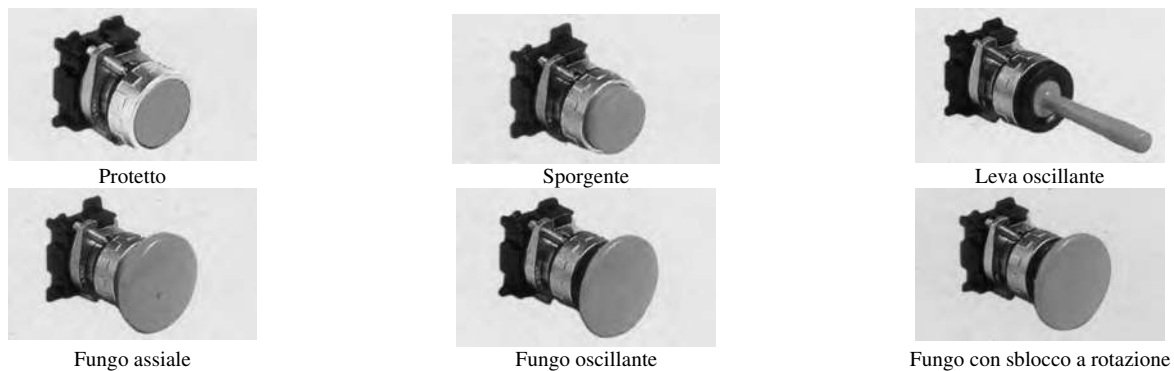 Protetto
Sporgente
Leva oscillante
Fungo assiale
Fungo oscillante
Fungo con sblocco a rotazione